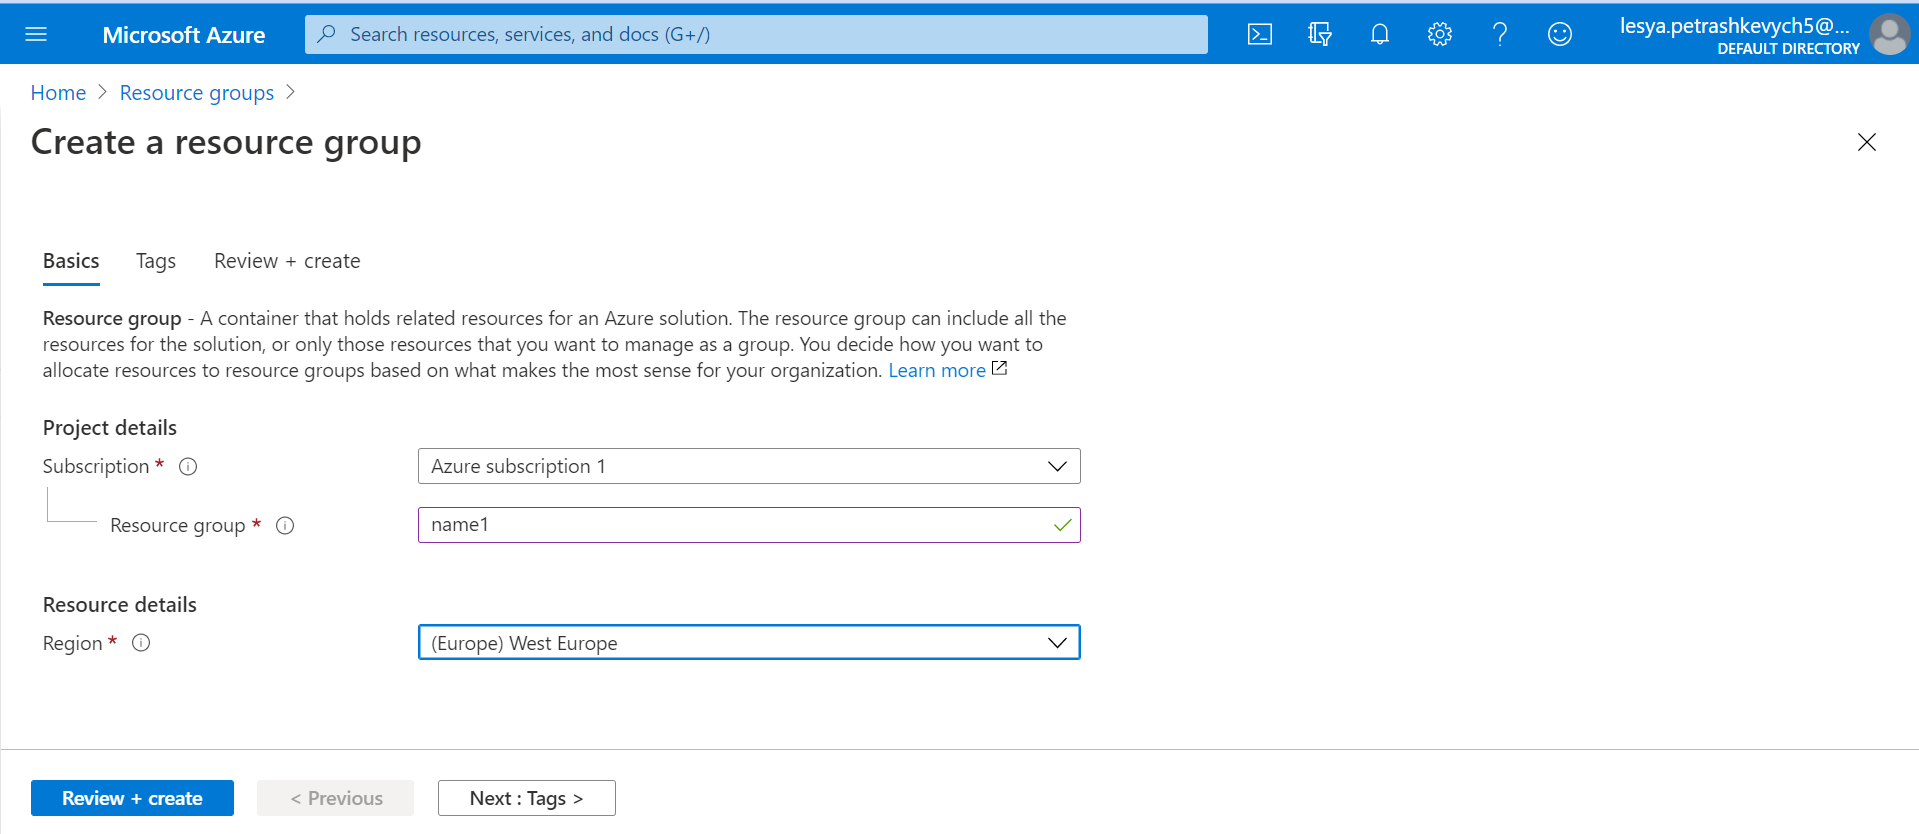 Microsoft Azure
Search resources, services, and docs (G+/)
lesya.petrashkevych5@...
DEFAULT DIRECTORY
Home > Resource groups >
Create a resource group
Basics Tags Review + create
Resource group - A container that holds related resources for an Azure solution. The resource group can include all the
resources for the solution, or only those resources that you want to manage as a group. You decide how you want to
allocate resources to resource groups based on what makes the most sense for your organization. Learn more
Project details
Subscription * Azure subscription 1
Resource group * name1
Resource details
Region * (Europe) West Europe
Review + create < Previous Next : Tags >